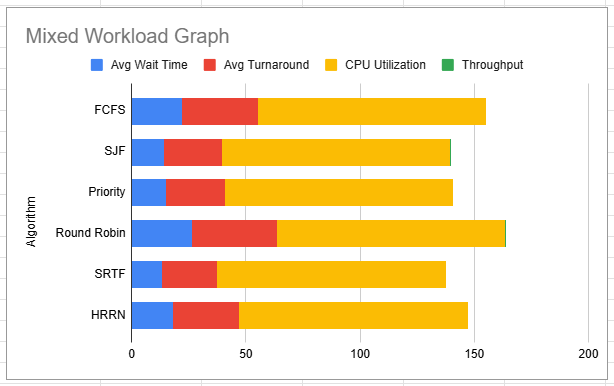 Mixed Workload Graph
Avg Wait Time Avg Turnaround CPU Utilization Throughput
FCFS
SJF
Priority
Round Robin
SRTF
HRRN
Algorithm
0 50 100 150 200